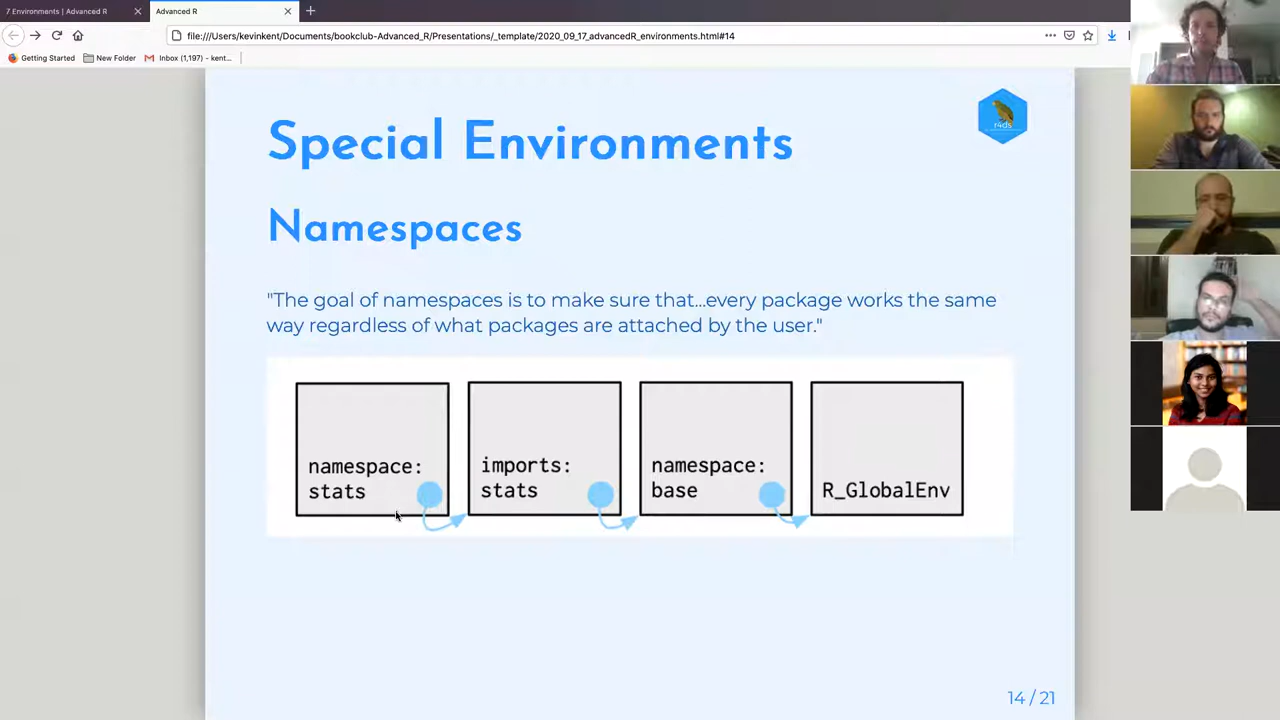 7 Environments | Advanced R
Advanced R
file:///Users/kevinkent/Documents/bookclub-Advanced_R/Presentations/_template/2020_09_17_advancedR_environments.html#14
Getting Started
New Folder
Inbox (1,197) - kent...
r4ds
Special Environments
Namespaces
"The goal of namespaces is to make sure that...every package works the same
way regardless of what packages are attached by the user."
namespace:
stats
imports:
stats
namespace:
base
R_GlobalEnv
14 / 21